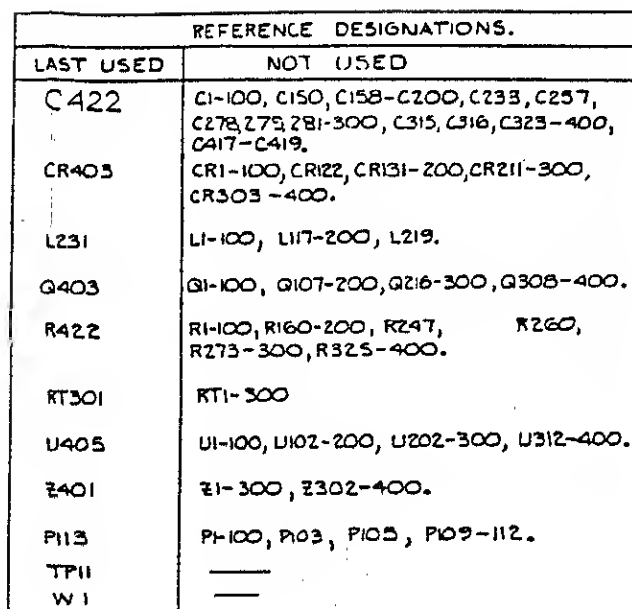 REFERENCE DESIGNATIONS.
LAST USED NOT USED
C422 C1-100, C150, C158-C200, C233, C257,
C278, 279, 281-300, C315, C316, C323-400,
C417-C419.
CR403 CR1-100, CR122, CR131-200, CR211-300,
CR303-400.
L231 L1-100, L117-200, L219.
Q403 Q1-100, Q107-200, Q216-300, Q308-400.
R422 R1-100, R160-200, R247, R260,
R273-300, R325-400.
RT301 RT1-300
U405 U1-100, U102-200, U202-300, U312-400.
Z401 Z1-300, Z302-400.
P113 P1-100, P103, P105, P109-112.
TP11 ——
W1 ——